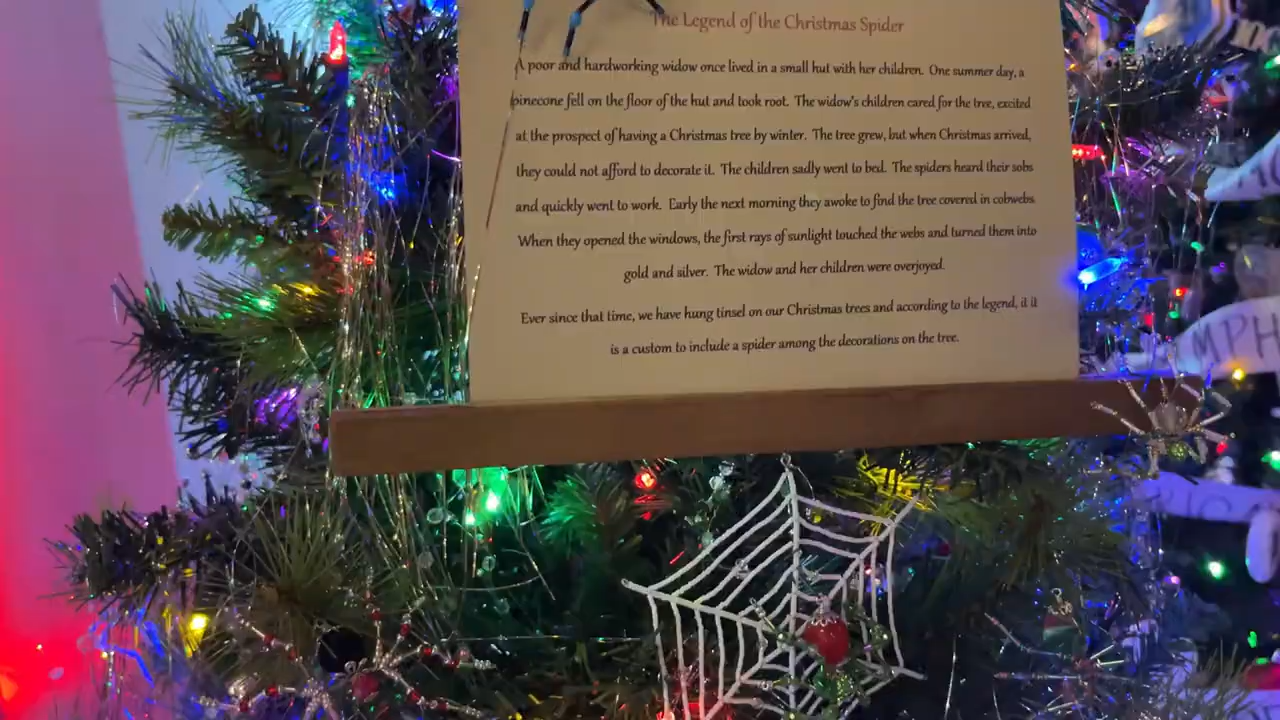 The Legend of the Christmas Spider
A poor and hardworking widow once lived in a small hut with her children. One summer day, a
pinecone fell on the floor of the hut and took root. The widow's children cared for the tree, excited
at the prospect of having a Christmas tree by winter. The tree grew, but when Christmas arrived,
they could not afford to decorate it. The children sadly went to bed. The spiders heard their sobs
and quickly went to work. Early the next morning they awoke to find the tree covered in cobwebs.
When they opened the windows, the first rays of sunlight touched the webs and turned them into
gold and silver. The widow and her children were overjoyed.
Ever since that time, we have hung tinsel on our Christmas trees and according to the legend, it it
is a custom to include a spider among the decorations on the tree.
MPH